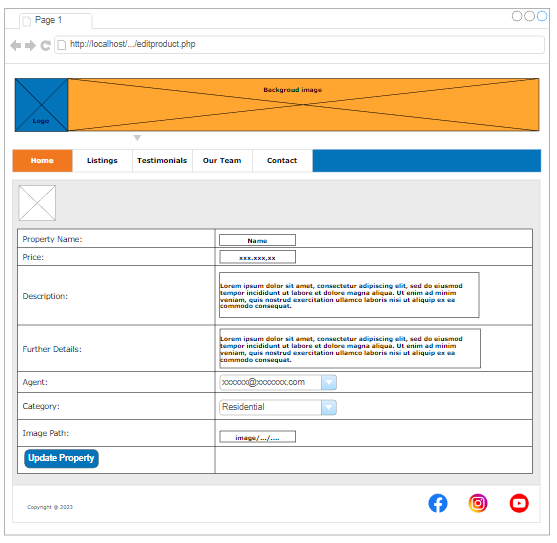 Page 1
http://localhost/.../editproduct.php
Backgroud image
Logo
Home Listings Testimonials Our Team Contact
Property Name: Name
Price: xxx.xxx,xx
Description:
Lorem ipsum dolor sit amet, consectetur adipiscing elit, sed do eiusmod
tempor incididunt ut labore et dolore magna aliqua. Ut enim ad minim
veniam, quis nostrud exercitation ullamco laboris nisi ut aliquip ex ea
commodo consequat.
Further Details:
Lorem ipsum dolor sit amet, consectetur adipiscing elit, sed do eiusmod
tempor incididunt ut labore et dolore magna aliqua. Ut enim ad minim
veniam, quis nostrud exercitation ullamco laboris nisi ut aliquip ex ea
commodo consequat.
Agent: xxxxxx@xxxxxxx.com
Category: Residential
Image Path: image/.../....
Update Property
Copyright @ 2023